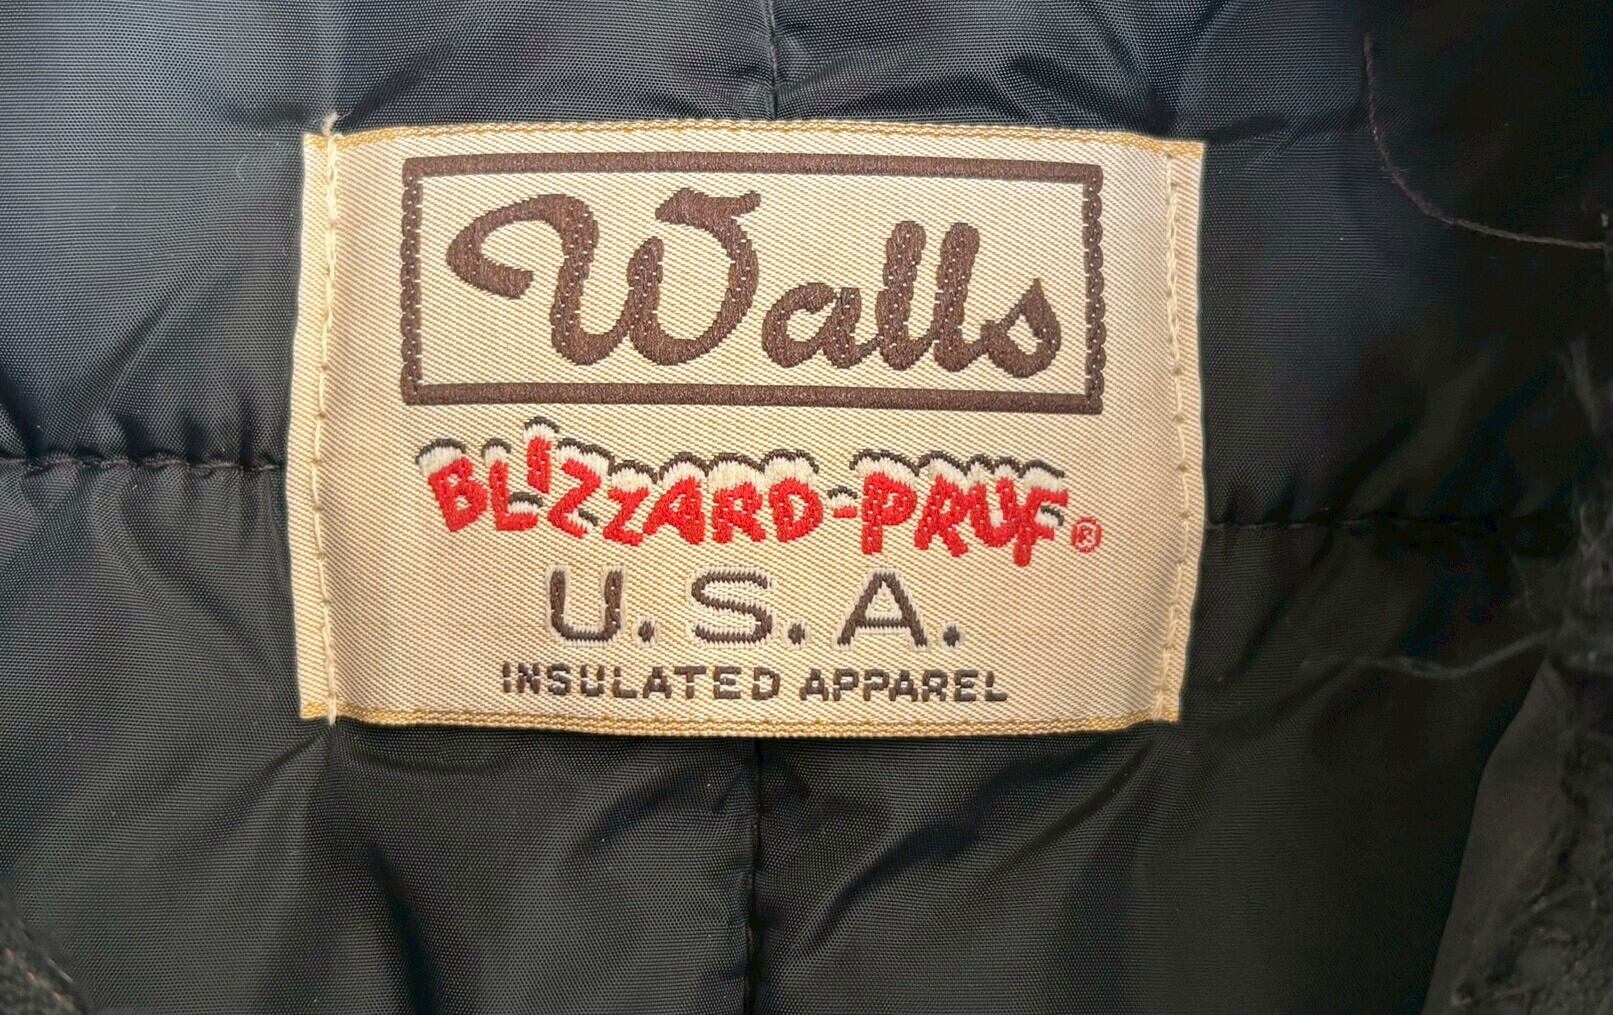 Walls
BLIZZARD-PRUF®
U.S.A.
INSULATED APPAREL